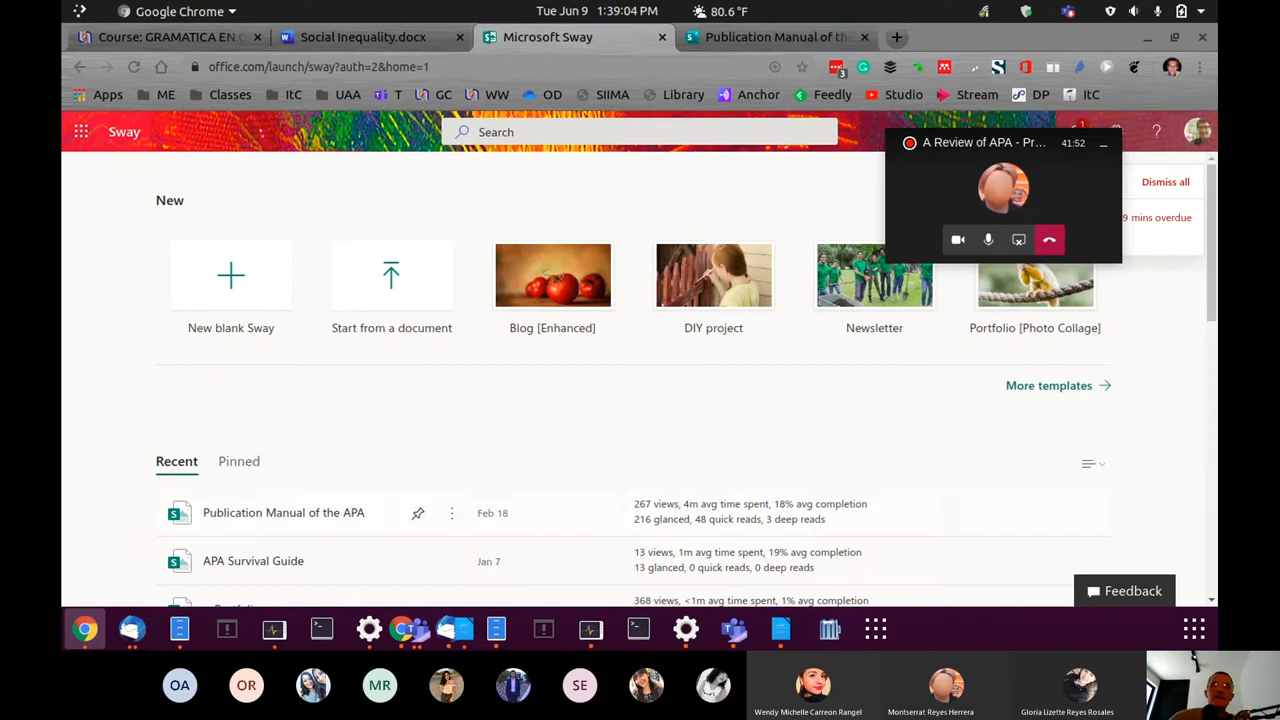 Google Chrome
Tue Jun 9 1:39:04 PM
80.6 °F
Course: GRAMATICA EN C
Social Inequality.docx
Microsoft Sway
Publication Manual of the
office.com/launch/sway?auth=2&home=1
3
Apps ME Classes ItC UAA T GC WW OD SIIMA Library Anchor Feedly Studio Stream DP ItC
Sway
Search
1
?
A Review of APA - Pr...
41:52
Dismiss all
9 mins overdue
New
New blank Sway
Start from a document
Blog [Enhanced]
DIY project
Newsletter
Portfolio [Photo Collage]
More templates
Recent
Pinned
Publication Manual of the APA
Feb 18
267 views, 4m avg time spent, 18% avg completion
216 glanced, 48 quick reads, 3 deep reads
APA Survival Guide
Jan 7
13 views, 1m avg time spent, 19% avg completion
13 glanced, 0 quick reads, 0 deep reads
368 views, <1m avg time spent, 1% avg completion
Feedback
OA
OR
MR
SE
Wendy Michelle Carreon Rangel
Montserrat Reyes Herrera
Gloria Lizette Reyes Rosales